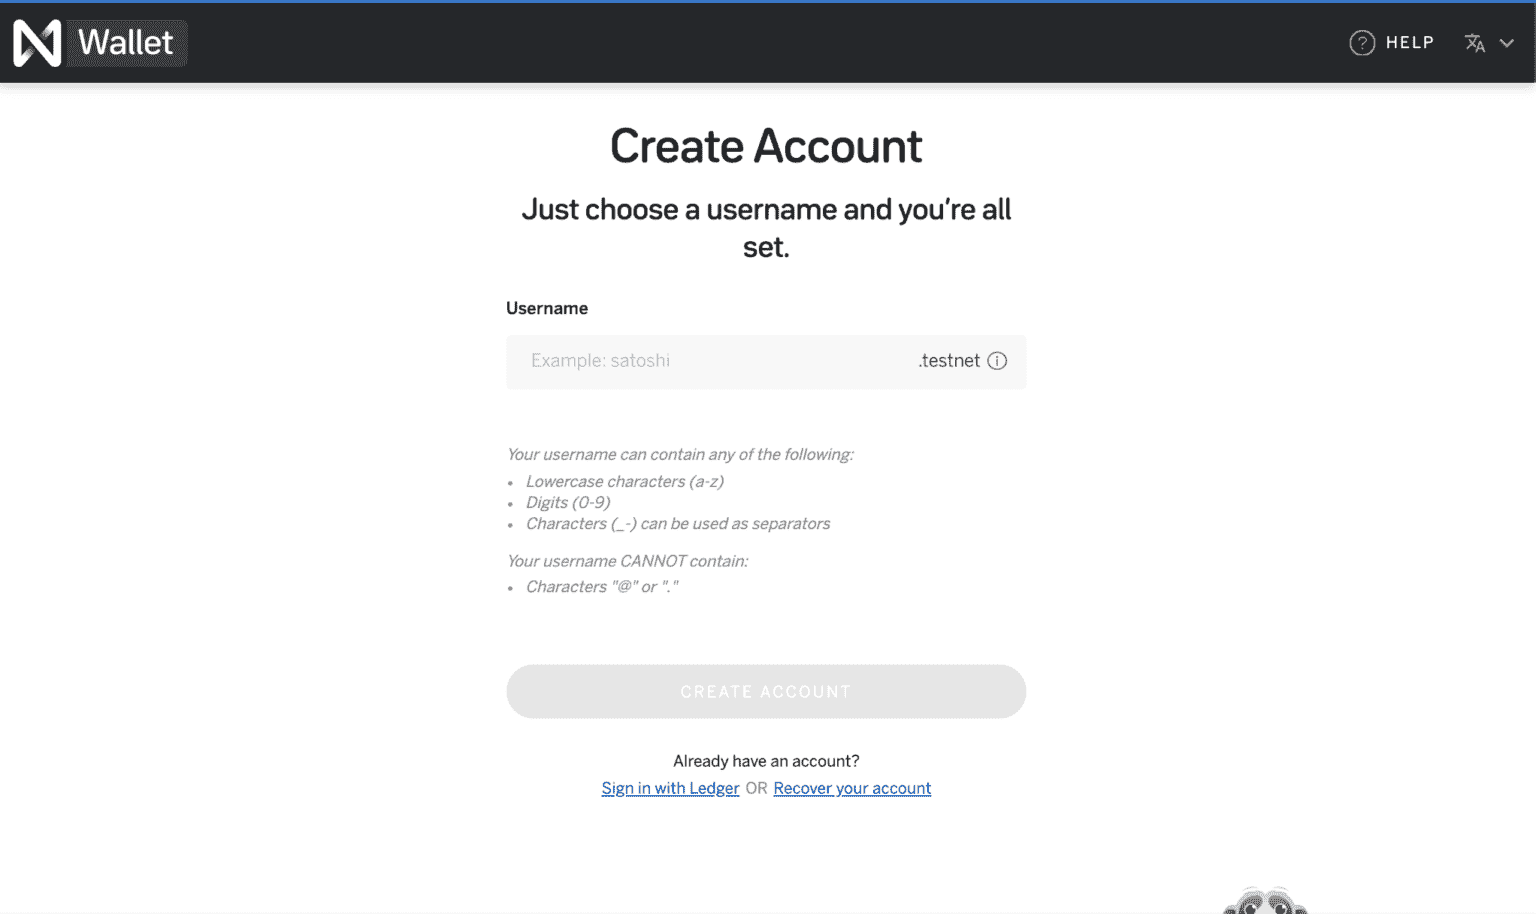 Wallet
? HELP
Create Account
Just choose a username and you’re all
set.
Username
Example: satoshi .testnet i
Your username can contain any of the following:
• Lowercase characters (a-z)
• Digits (0-9)
• Characters (_-) can be used as separators
Your username CANNOT contain:
• Characters "@" or "."
CREATE ACCOUNT
Already have an account?
Sign in with Ledger OR Recover your account